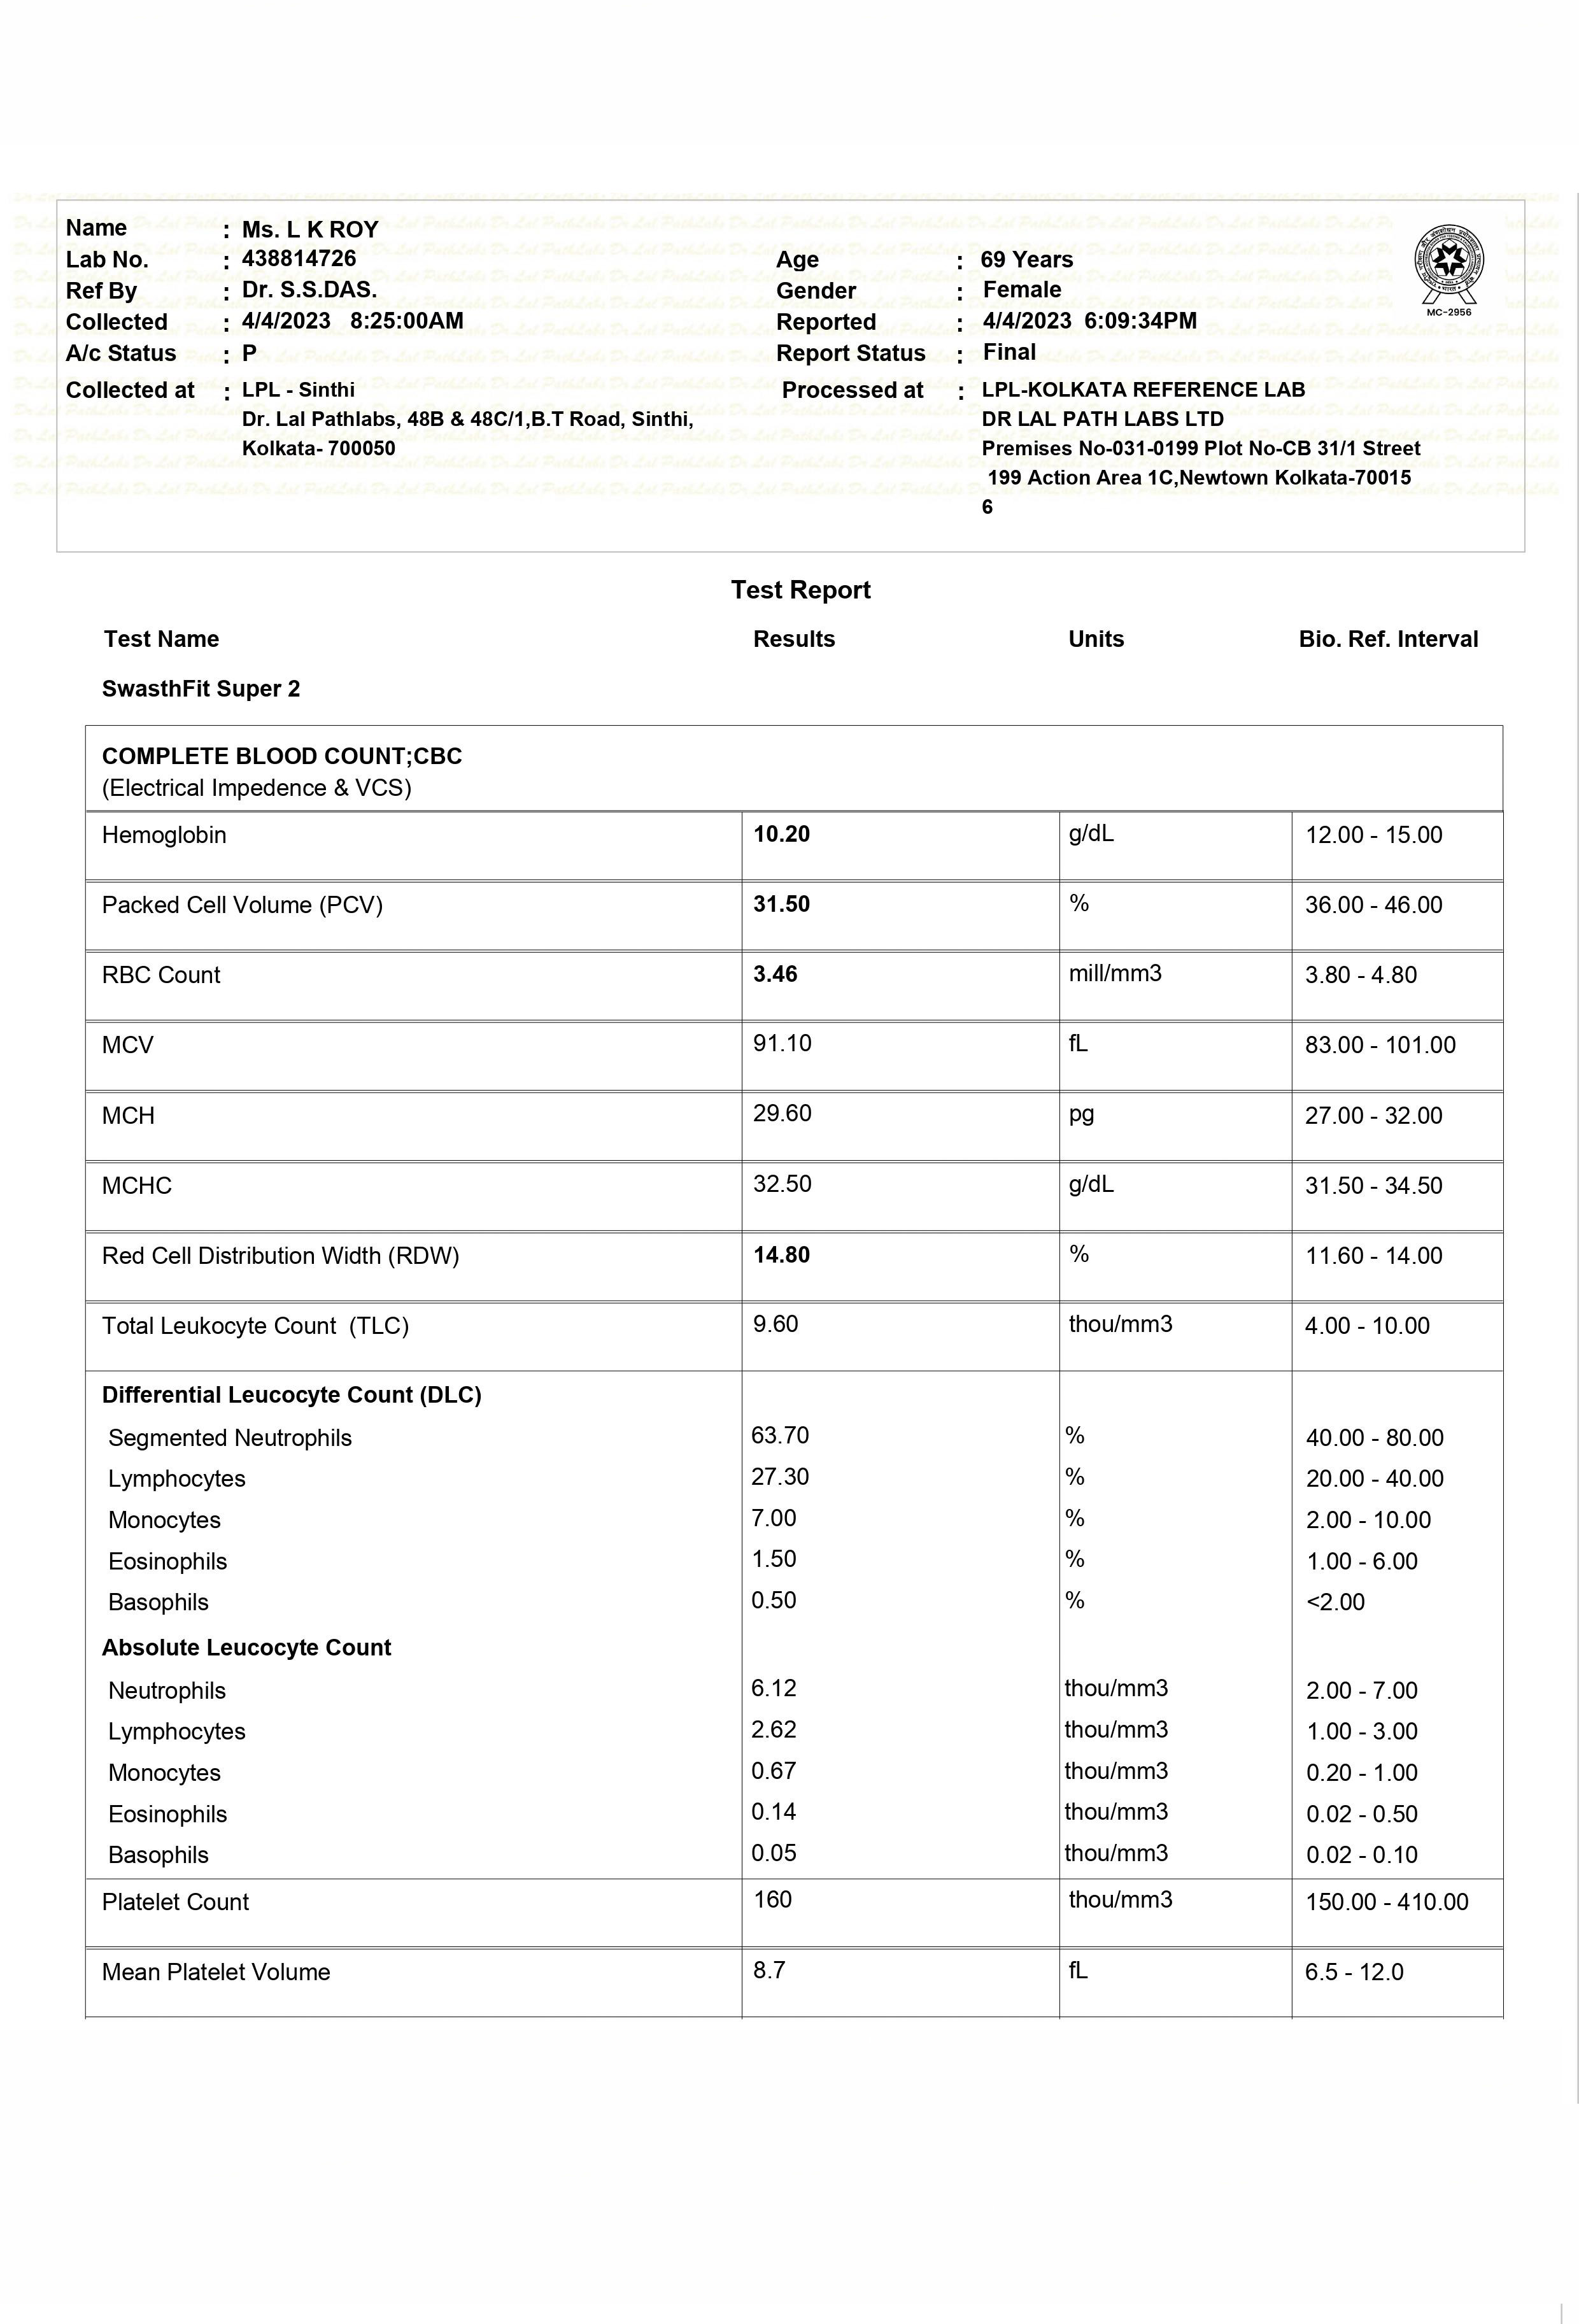 Name : Ms. L K ROY
Lab No. : 438814726 Age : 69 Years
Ref By : Dr. S.S.DAS. Gender : Female
Collected : 4/4/2023 8:25:00AM Reported : 4/4/2023 6:09:34PM
A/c Status : P Report Status : Final
Collected at : LPL - Sinthi Processed at : LPL-KOLKATA REFERENCE LAB
Dr. Lal Pathlabs, 48B & 48C/1,B.T Road, Sinthi, DR LAL PATH LABS LTD
Kolkata- 700050 Premises No-031-0199 Plot No-CB 31/1 Street
199 Action Area 1C,Newtown Kolkata-70015
6
MC-2956
Test Report
Test Name Results Units Bio. Ref. Interval
SwasthFit Super 2
COMPLETE BLOOD COUNT;CBC
(Electrical Impedence & VCS)
Hemoglobin 10.20 g/dL 12.00 - 15.00
Packed Cell Volume (PCV) 31.50 % 36.00 - 46.00
RBC Count 3.46 mill/mm3 3.80 - 4.80
MCV 91.10 fL 83.00 - 101.00
MCH 29.60 pg 27.00 - 32.00
MCHC 32.50 g/dL 31.50 - 34.50
Red Cell Distribution Width (RDW) 14.80 % 11.60 - 14.00
Total Leukocyte Count (TLC) 9.60 thou/mm3 4.00 - 10.00
Differential Leucocyte Count (DLC)
Segmented Neutrophils 63.70 % 40.00 - 80.00
Lymphocytes 27.30 % 20.00 - 40.00
Monocytes 7.00 % 2.00 - 10.00
Eosinophils 1.50 % 1.00 - 6.00
Basophils 0.50 % <2.00
Absolute Leucocyte Count
Neutrophils 6.12 thou/mm3 2.00 - 7.00
Lymphocytes 2.62 thou/mm3 1.00 - 3.00
Monocytes 0.67 thou/mm3 0.20 - 1.00
Eosinophils 0.14 thou/mm3 0.02 - 0.50
Basophils 0.05 thou/mm3 0.02 - 0.10
Platelet Count 160 thou/mm3 150.00 - 410.00
Mean Platelet Volume 8.7 fL 6.5 - 12.0